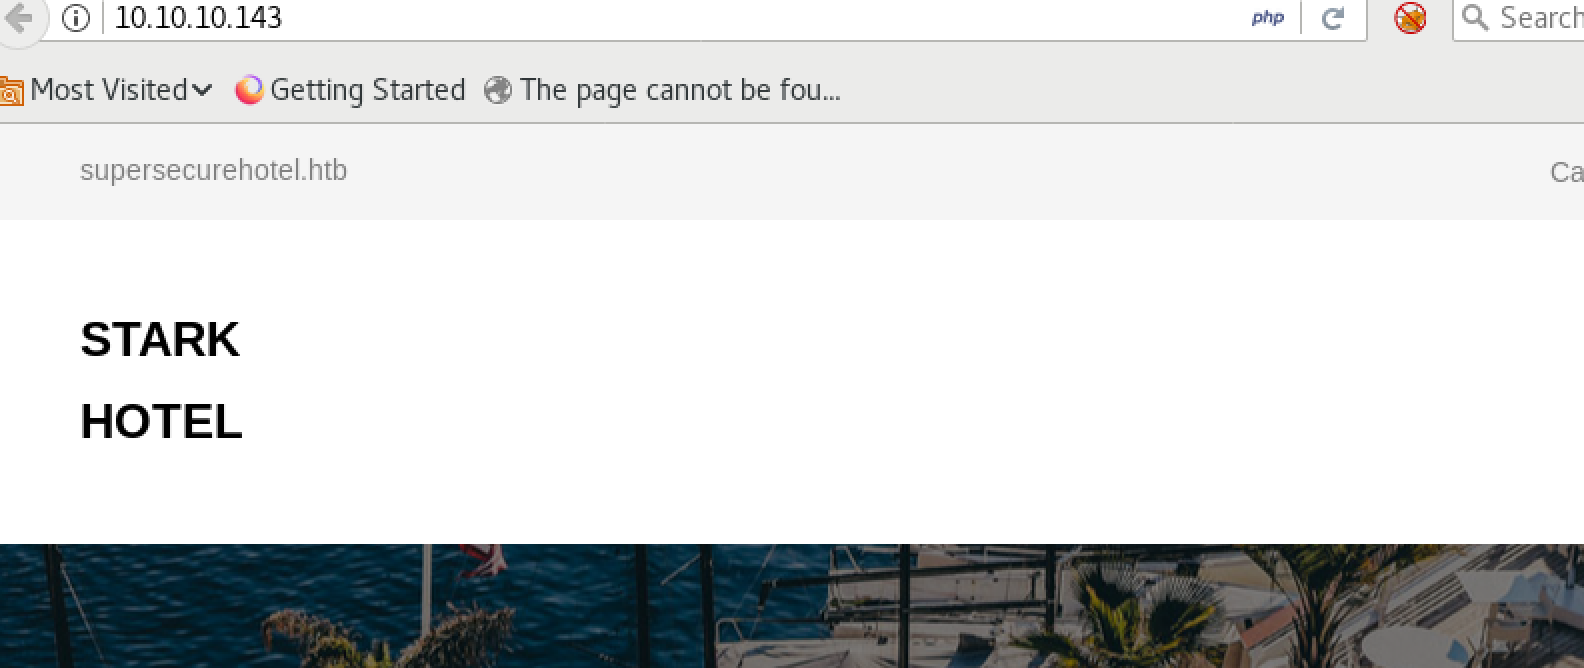 10.10.10.143 php Search
Most Visited Getting Started The page cannot be fou...
supersecurehotel.htb Ca
STARK
HOTEL